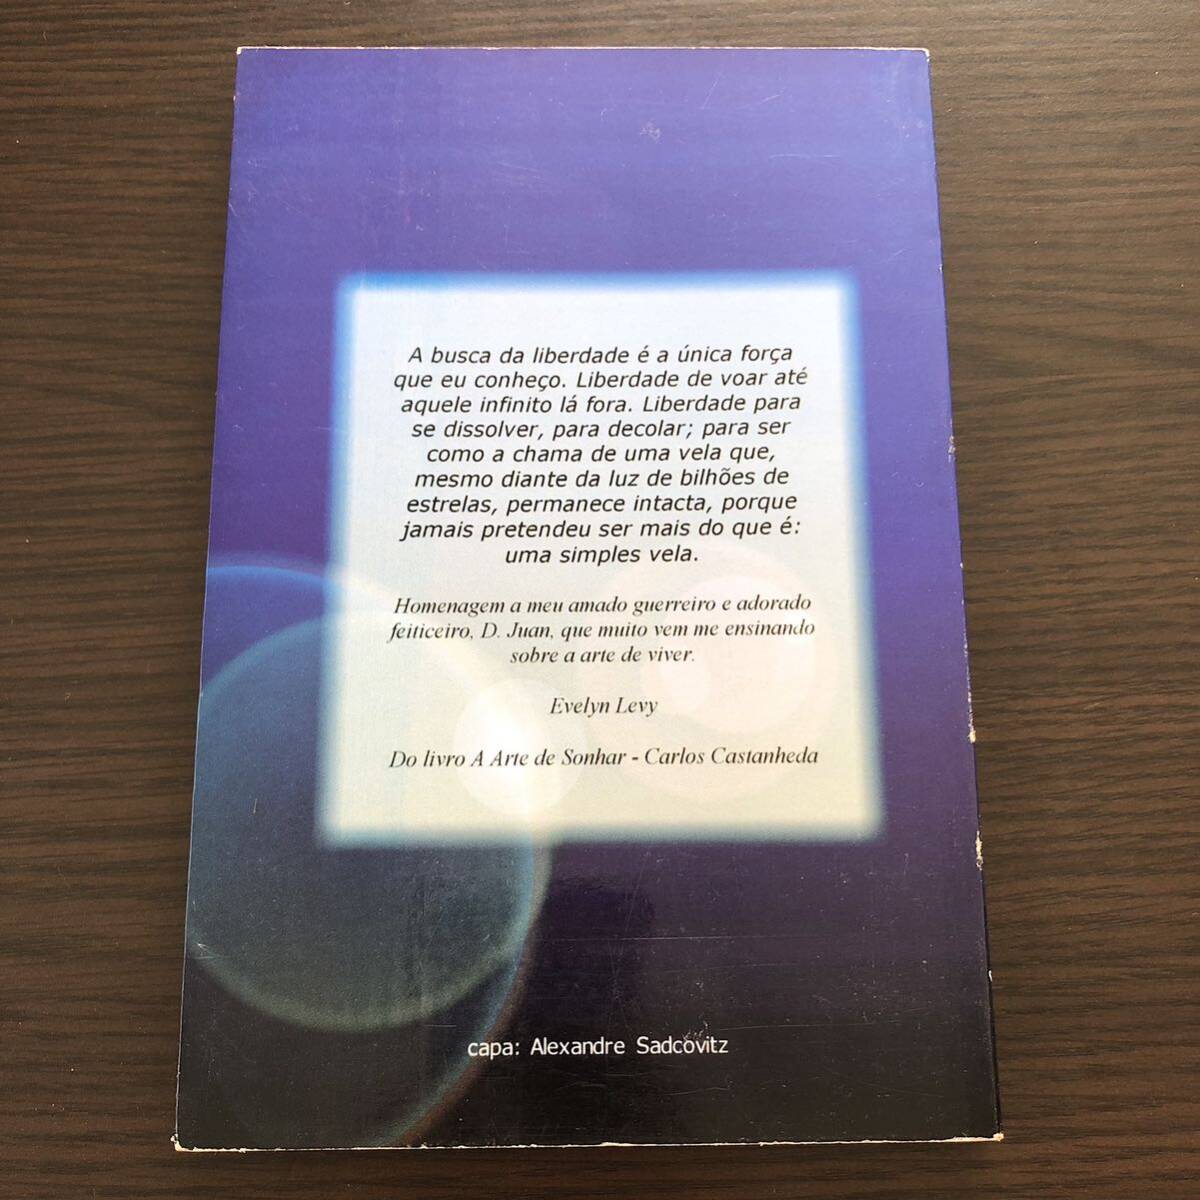 A busca da liberdade é a única força
que eu conheço. Liberdade de voar até
aquele infinito lá fora. Liberdade para
se dissolver, para decolar; para ser
como a chama de uma vela que,
mesmo diante da luz de bilhões de
estrelas, permanece intacta, porque
jamais pretendeu ser mais do que é:
uma simples vela.
Homenagem a meu amado guerreiro e adorado
feiticeiro, D. Juan, que muito vem me ensinando
sobre a arte de viver.
Evelyn Levy
Do livro A Arte de Sonhar - Carlos Castanheda
capa: Alexandre Sadcovitz